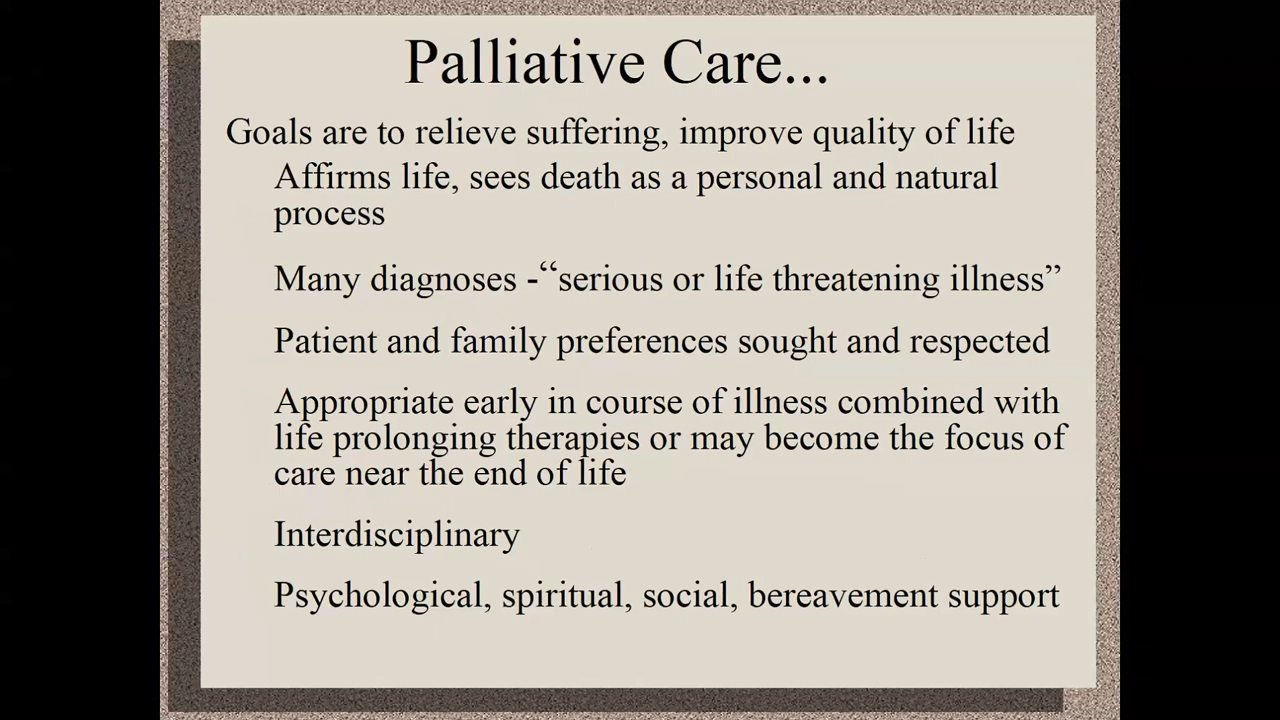 Palliative Care...
Goals are to relieve suffering, improve quality of life
Affirms life, sees death as a personal and natural
process
Many diagnoses -“serious or life threatening illness”
Patient and family preferences sought and respected
Appropriate early in course of illness combined with
life prolonging therapies or may become the focus of
care near the end of life
Interdisciplinary
Psychological, spiritual, social, bereavement support